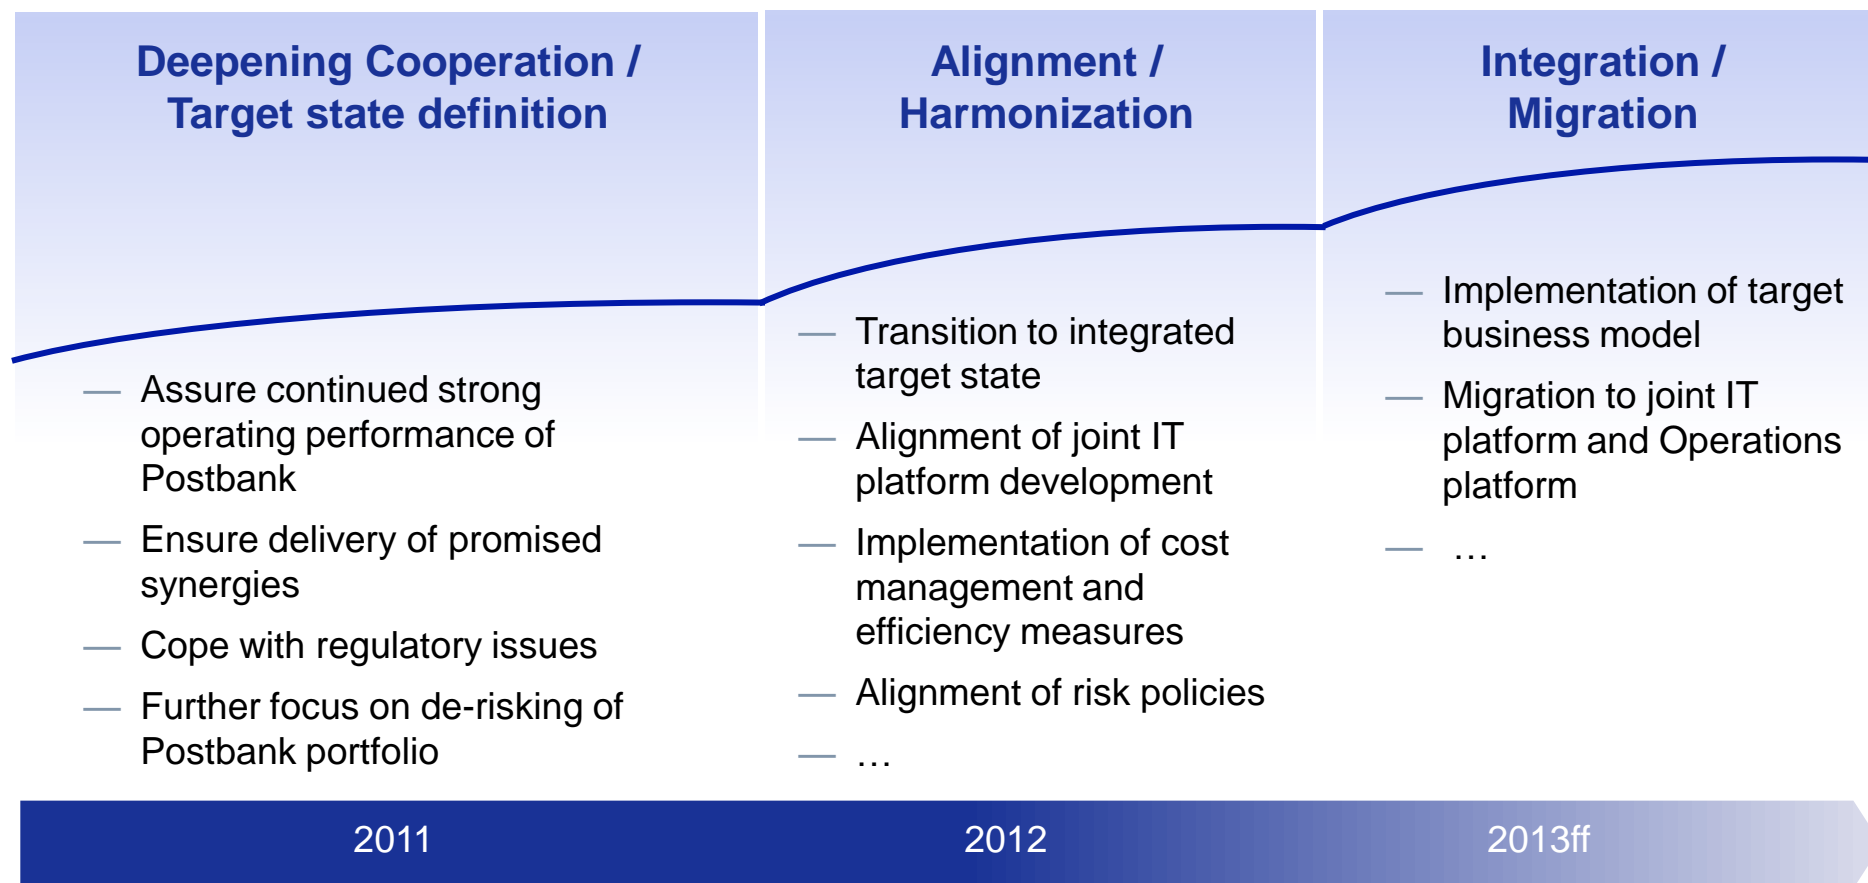 Deepening Cooperation /
Target state definition
— Assure continued strong
operating performance of
Postbank
— Ensure delivery of promised
synergies
— Cope with regulatory issues
— Further focus on de-risking of
Postbank portfolio
Alignment /
Harmonization
— Transition to integrated
target state
— Alignment of joint IT
platform development
— Implementation of cost
management and
efficiency measures
— Alignment of risk policies
— …
Integration /
Migration
— Implementation of target
business model
— Migration to joint IT
platform and Operations
platform
— …
2011
2012
2013ff